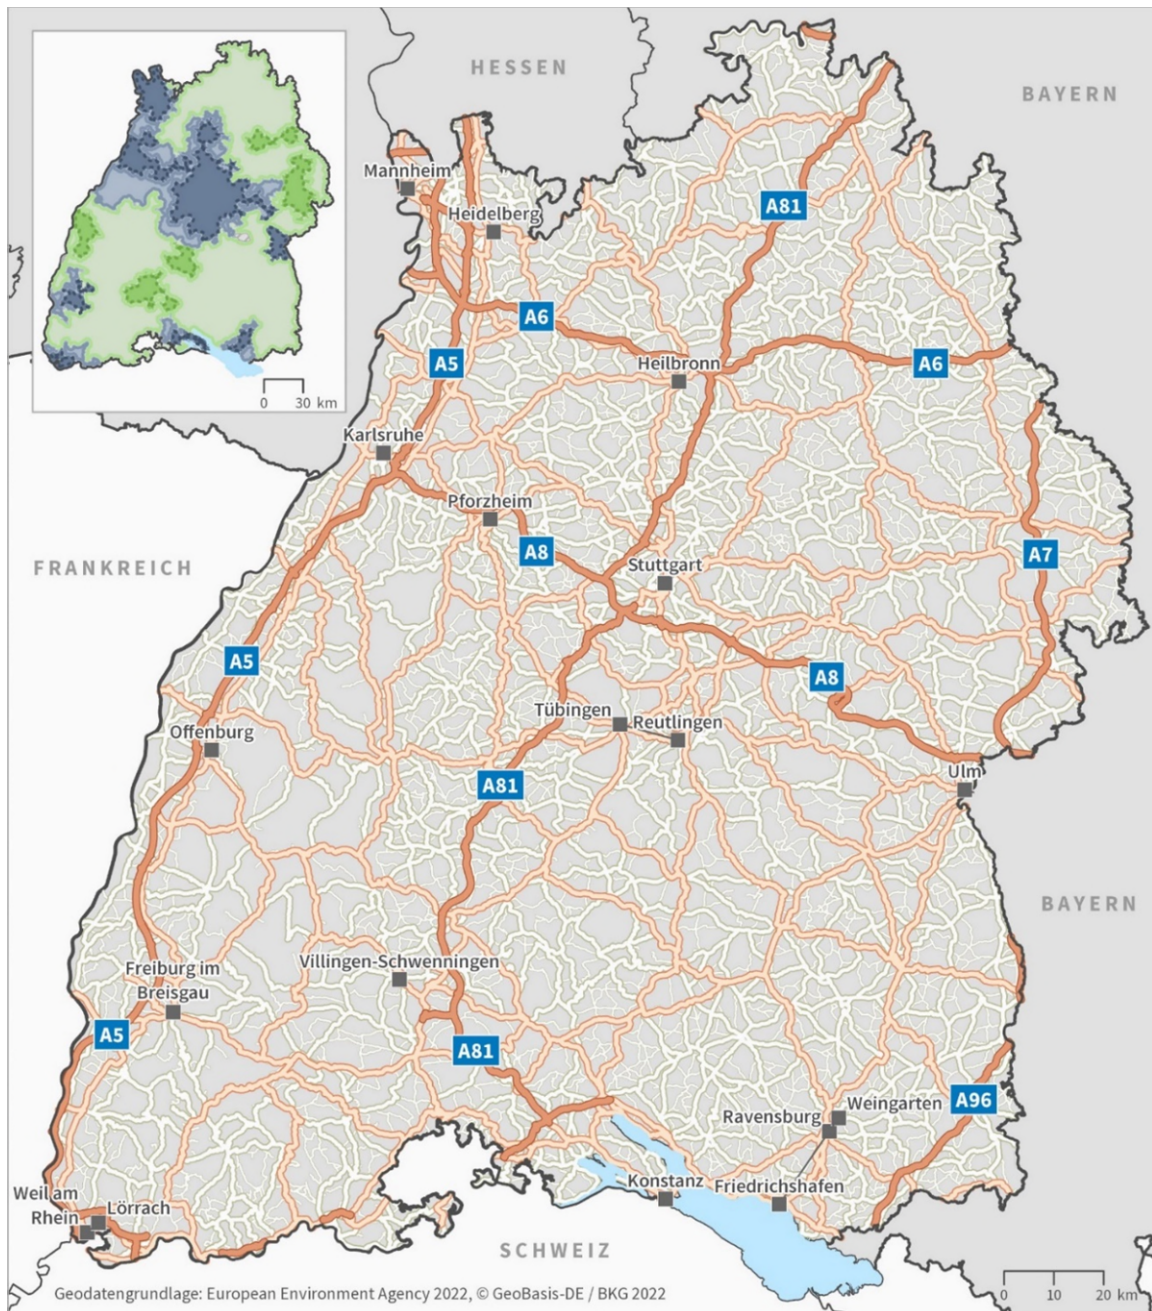 HESSEN
BAYERN
Mannheim
A81
Heidelberg
A6
A5
Heilbronn
A6
0 30 km
Karlsruhe
Pforzheim
A8
Stuttgart
A7
FRANKREICH
A5
A8
Tübingen
Reutlingen
Offenburg
Ulm
A81
BAYERN
Villingen-Schwenningen
Freiburg im
Breisgau
A5
A81
A96
Weingarten
Ravensburg
Konstanz
Friedrichshafen
Weil am
Rhein
Lörrach
SCHWEIZ
Geodatengrundlage: European Environment Agency 2022, © GeoBasis-DE / BKG 2022
0 10 20 km